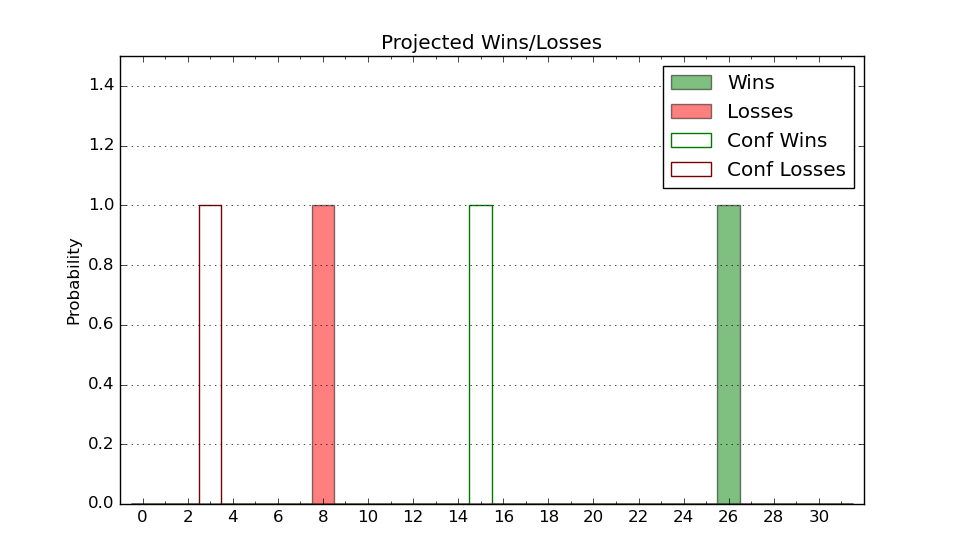 Projected Wins/Losses
1.4
1.2
1.0
0.8
0.6
0.4
0.2
0.0
Probability
Wins
Losses
Conf Wins
Conf Losses
0 2 4 6 8 10 12 14 16 18 20 22 24 26 28 30